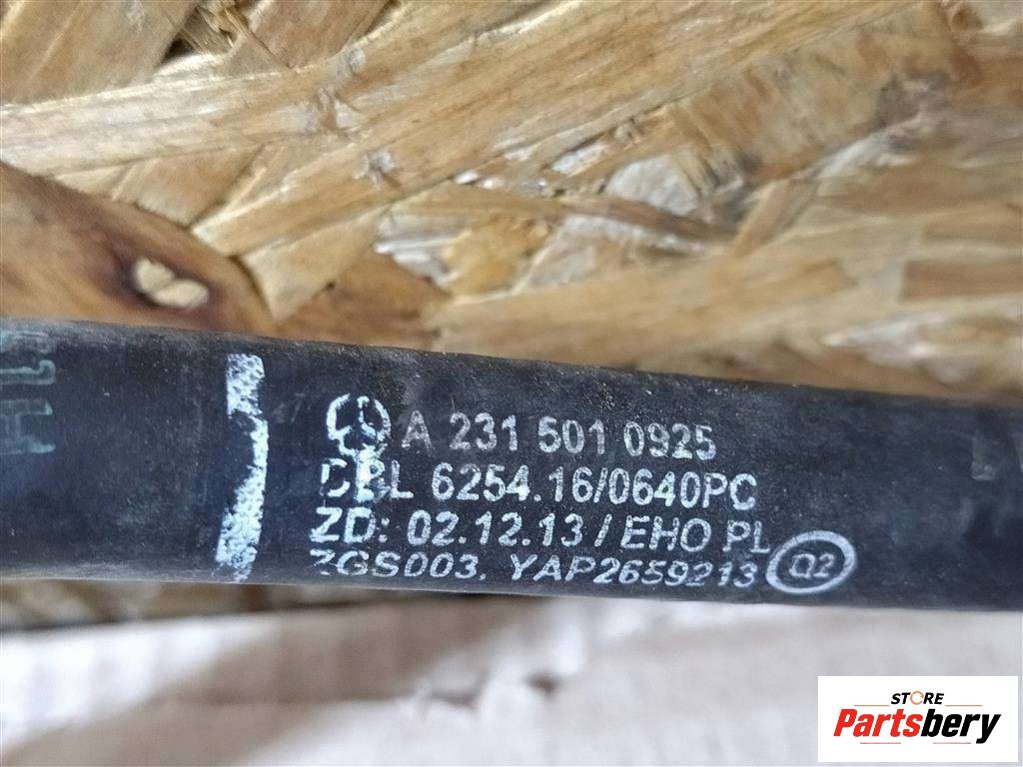 A 231 501 0925
DBL 6254.16/0640PC
ZD: 02.12.13 / EHO PL
ZGS003. YAP2659213 Q2
STORE
Partsbery